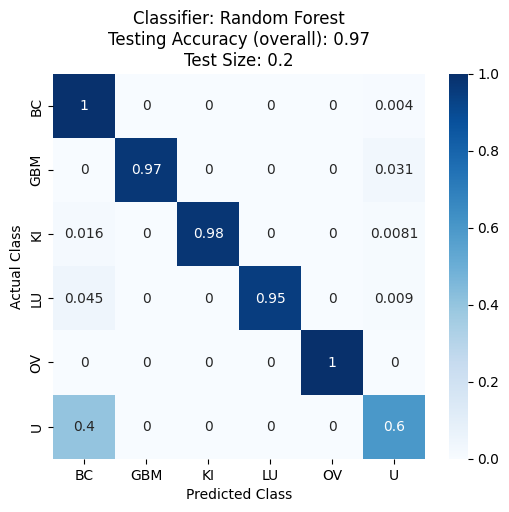 Classifier: Random Forest
Testing Accuracy (overall): 0.97
Test Size: 0.2
BC 1 0 0 0 0 0.004
GBM 0 0.97 0 0 0 0.031
KI 0.016 0 0.98 0 0 0.0081
LU 0.045 0 0 0.95 0 0.009
OV 0 0 0 0 1 0
U 0.4 0 0 0 0 0.6
BC GBM KI LU OV U
Predicted Class
Actual Class
1.0
0.8
0.6
0.4
0.2
0.0